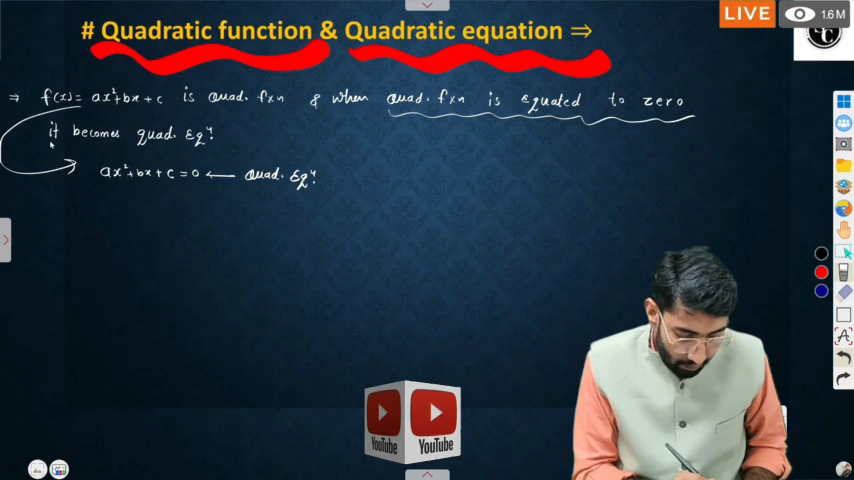 LIVE 1.6M
# Quadratic function & Quadratic equation ⇒
⇒ f(x) = ax²+bx+c is quad. fxn & when quad. fxn is equated to zero
it becomes quad. Eqⁿ.
ax²+bx+c = 0 ← quad. Eqⁿ.
YouTube YouTube